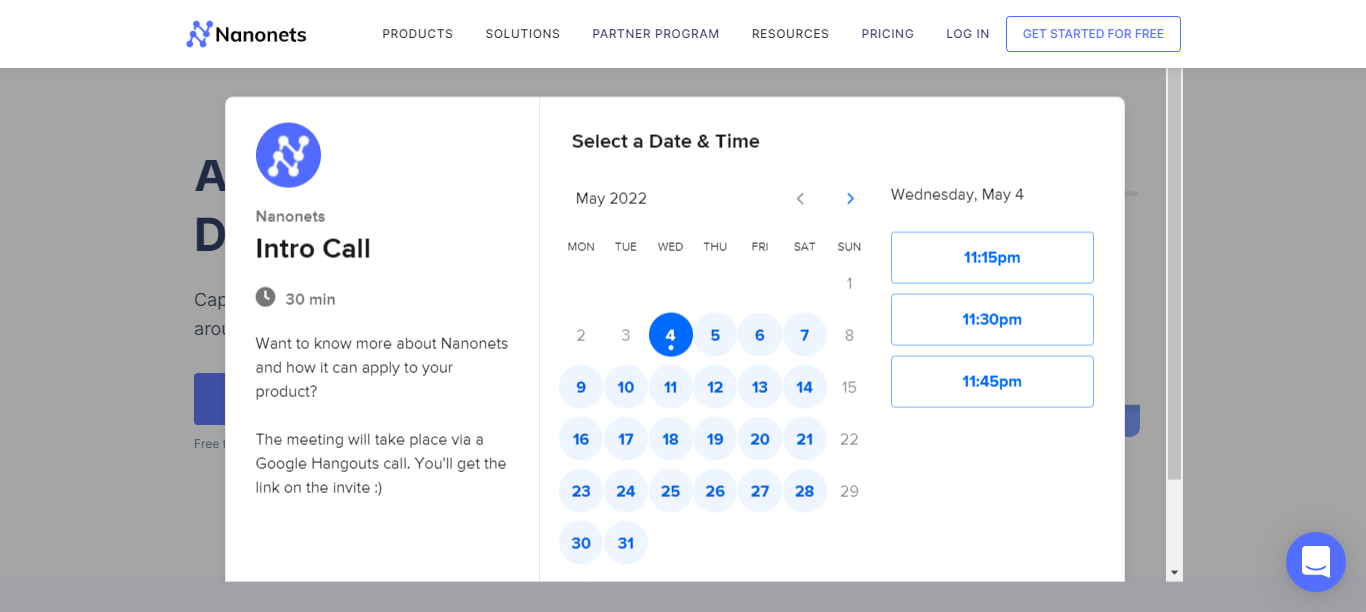 Nanonets
PRODUCTS SOLUTIONS PARTNER PROGRAM RESOURCES PRICING LOG IN GET STARTED FOR FREE
A
D
Cap
arou
Free t
Nanonets
Intro Call
30 min
Want to know more about Nanonets
and how it can apply to your
product?
The meeting will take place via a
Google Hangouts call. You'll get the
link on the invite :)
Select a Date & Time
May 2022
MON TUE WED THU FRI SAT SUN
1
2 3 4 5 6 7 8
9 10 11 12 13 14 15
16 17 18 19 20 21 22
23 24 25 26 27 28 29
30 31
Wednesday, May 4
11:15pm
11:30pm
11:45pm